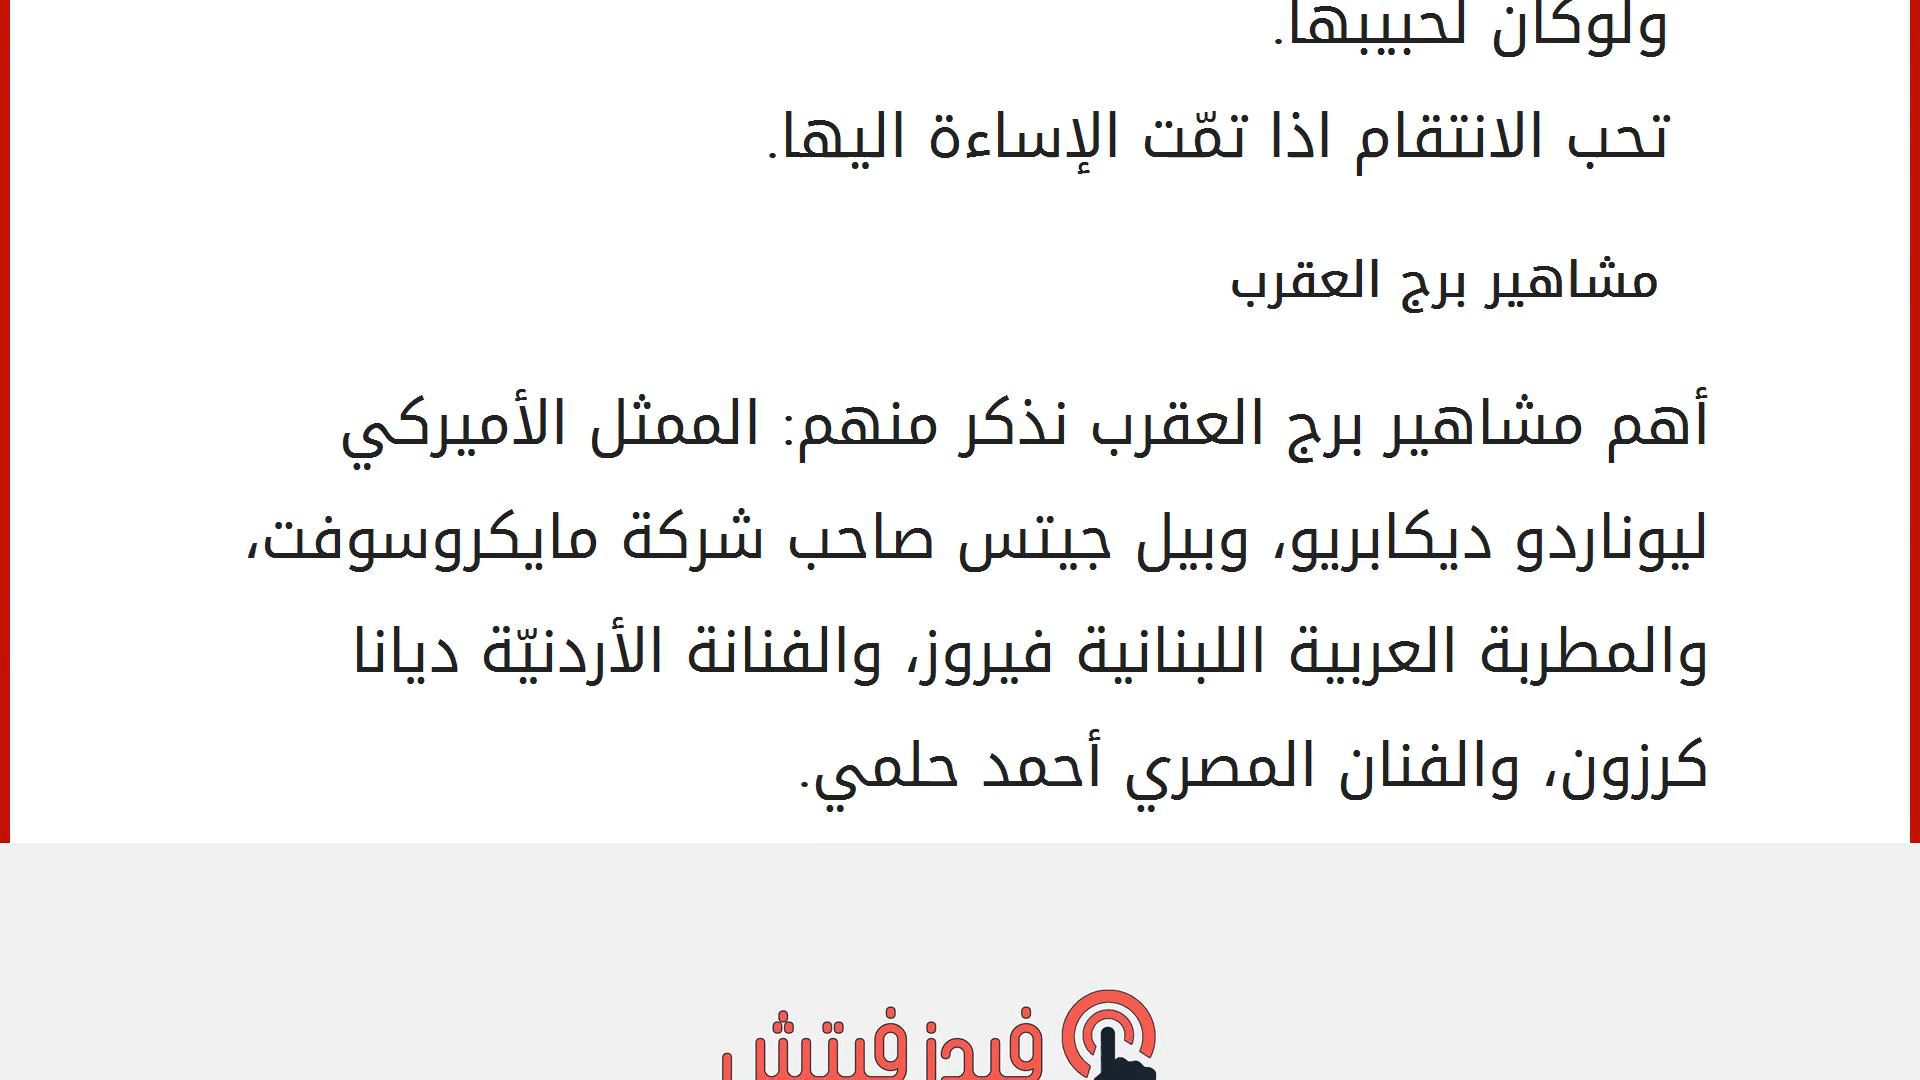 ولوكان لحبيبها.
تحب الانتقام اذا تمّت الإساءة اليها.
مشاهير برج العقرب
أهم مشاهير برج العقرب نذكر منهم: الممثل الأميركي
ليوناردو ديكابريو، وبيل جيتس صاحب شركة مايكروسوفت،
والمطربة العربية اللبنانية فيروز، والفنانة الأردنيّة ديانا
كرزون، والفنان المصري أحمد حلمي.
فيدز فيتش